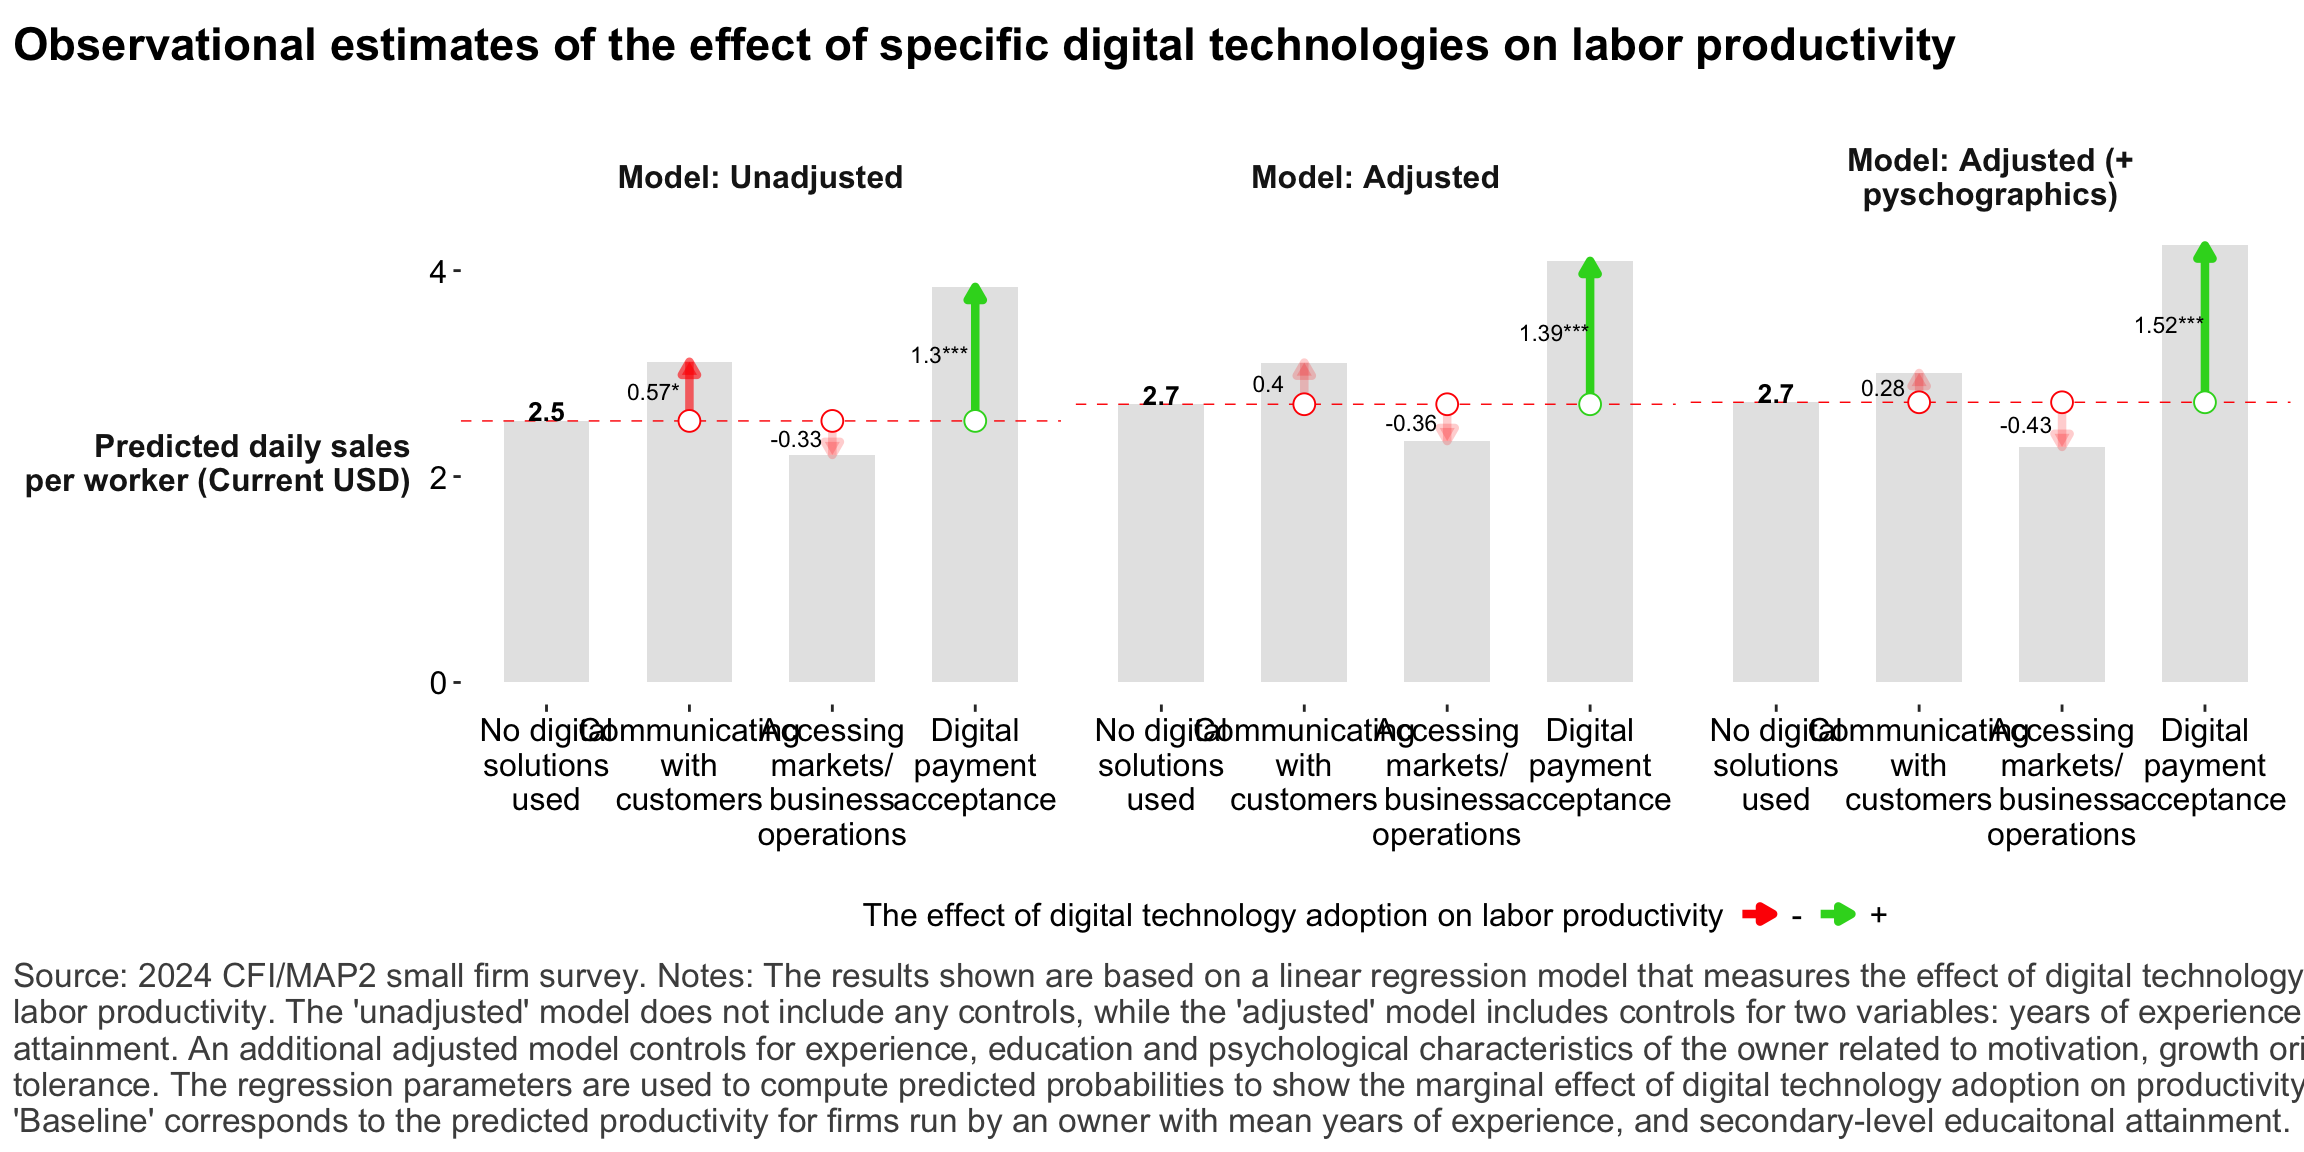 Observational estimates of the effect of specific digital technologies on labor productivity
Model: Unadjusted
Model: Adjusted
Model: Adjusted (+
pyschographics)
Predicted daily sales
per worker (Current USD)
4
2
0
2.5
0.57*
-0.33
1.3***
2.7
0.4
-0.36
1.39***
2.7
0.28
-0.43
1.52***
No digital
solutions
used
Communicating
with
customers
Accessing
markets/
business
operations
Digital
payment
acceptance
No digital
solutions
used
Communicating
with
customers
Accessing
markets/
business
operations
Digital
payment
acceptance
No digital
solutions
used
Communicating
with
customers
Accessing
markets/
business
operations
Digital
payment
acceptance
The effect of digital technology adoption on labor productivity - +
Source: 2024 CFI/MAP2 small firm survey. Notes: The results shown are based on a linear regression model that measures the effect of digital technology
labor productivity. The 'unadjusted' model does not include any controls, while the 'adjusted' model includes controls for two variables: years of experience
attainment. An additional adjusted model controls for experience, education and psychological characteristics of the owner related to motivation, growth ori
tolerance. The regression parameters are used to compute predicted probabilities to show the marginal effect of digital technology adoption on productivity
'Baseline' corresponds to the predicted productivity for firms run by an owner with mean years of experience, and secondary-level educaitonal attainment.